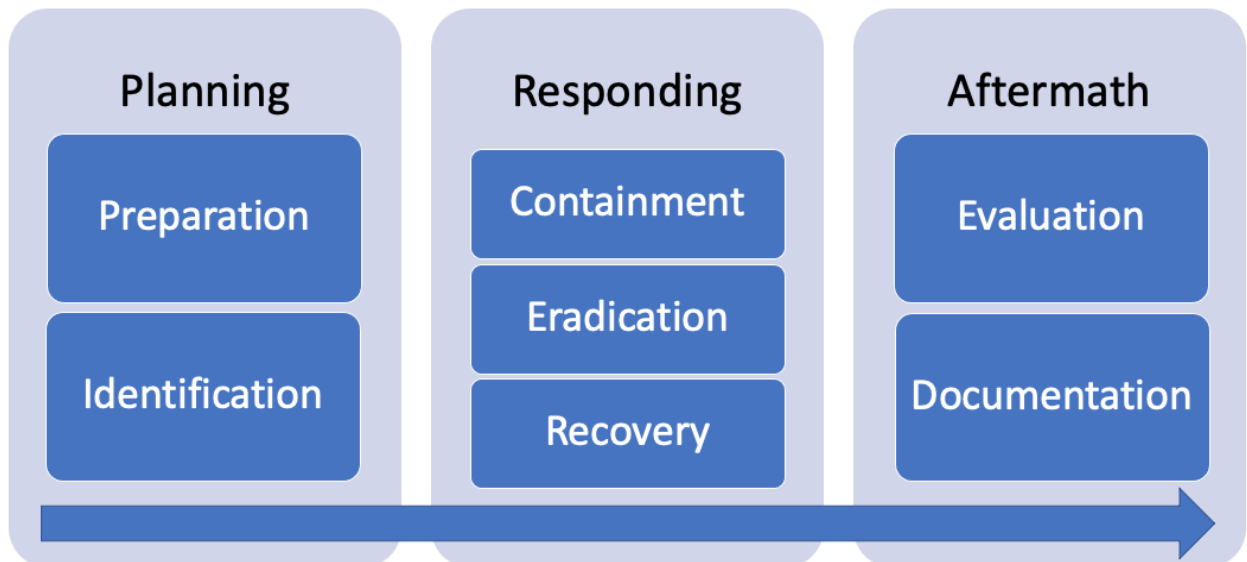 Planning
Preparation
Identification
Responding
Containment
Eradication
Recovery
Aftermath
Evaluation
Documentation